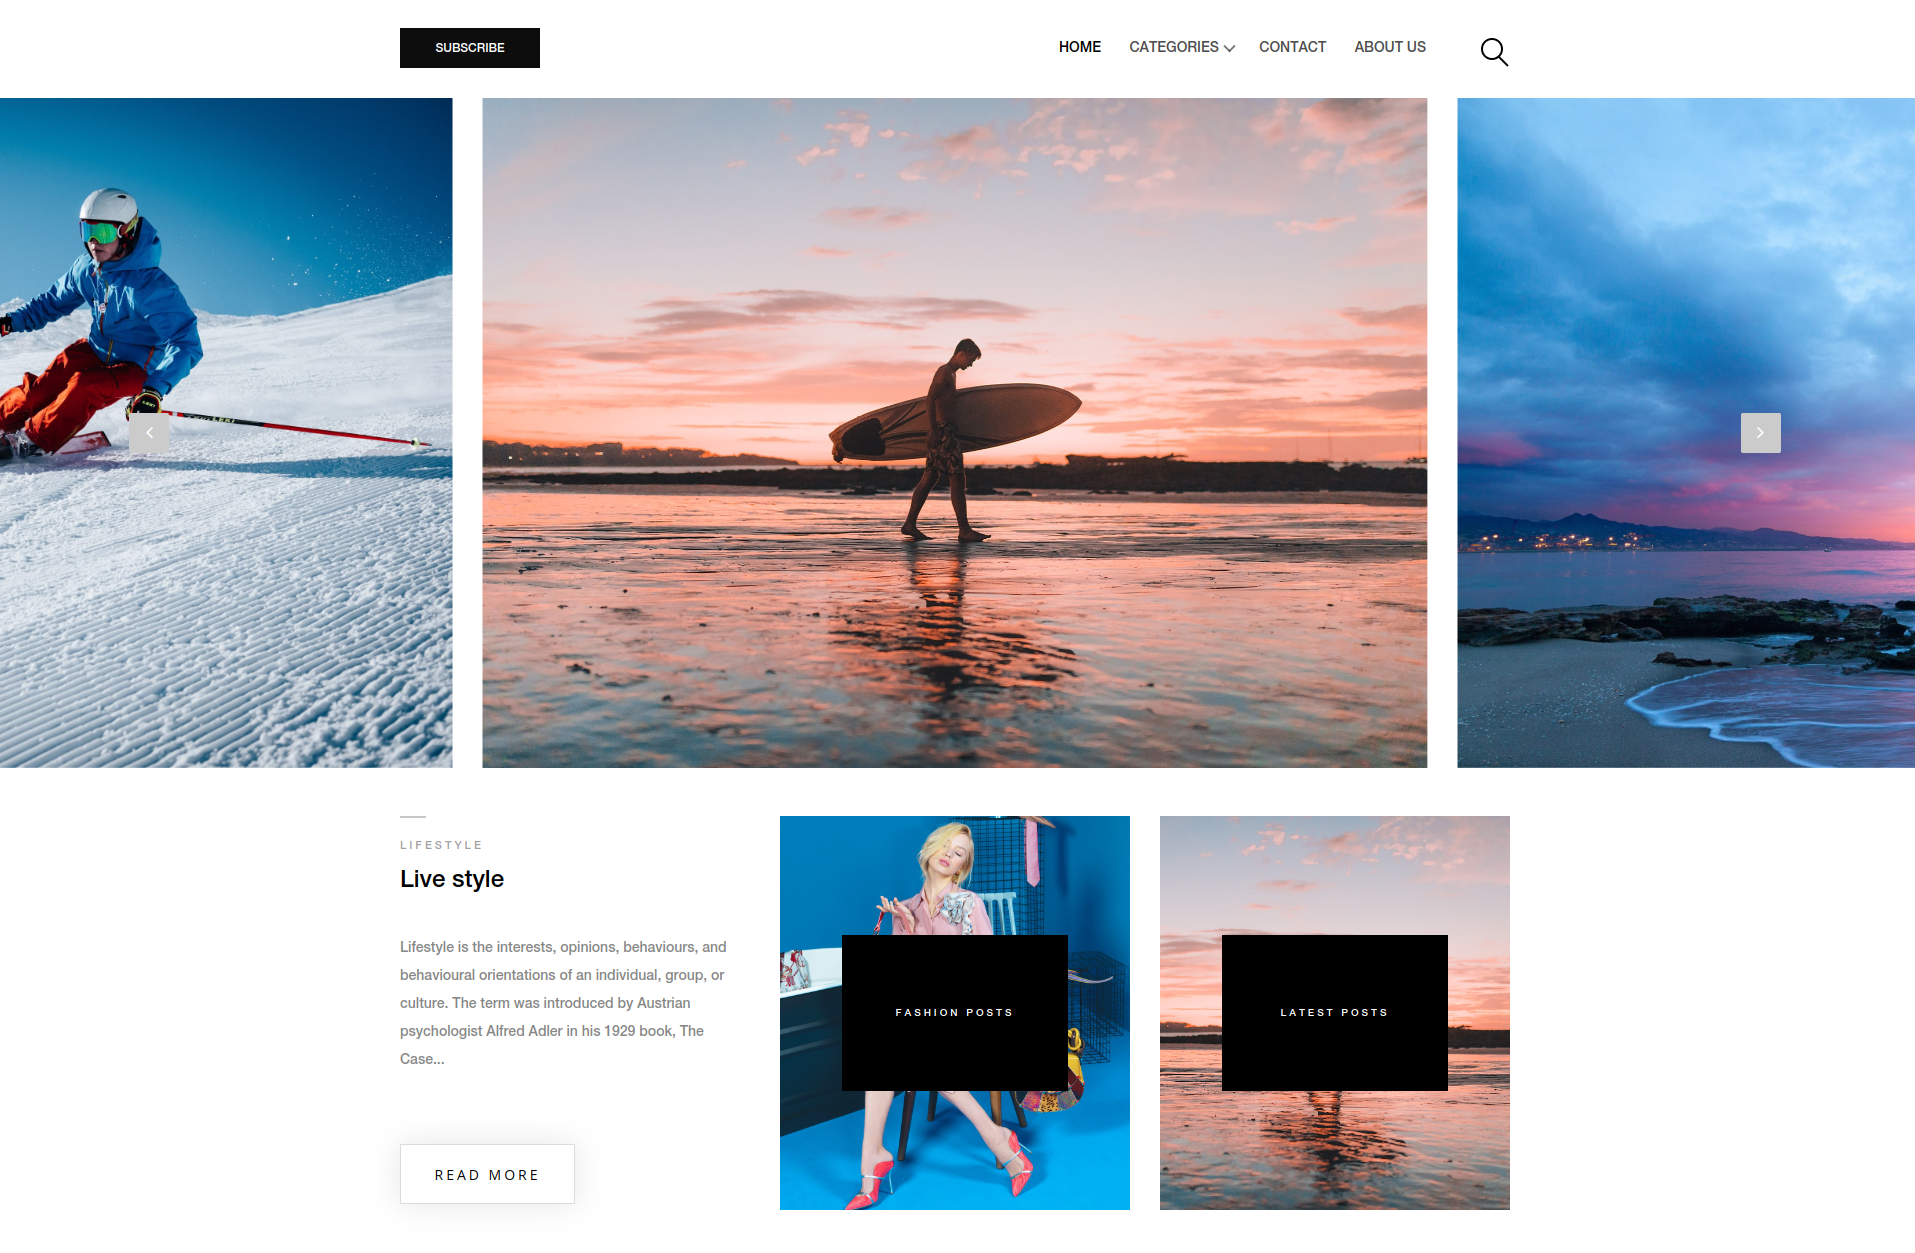 SUBSCRIBE
HOME CATEGORIES CONTACT ABOUT US
LIFESTYLE
Live style
Lifestyle is the interests, opinions, behaviours, and
behavioural orientations of an individual, group, or
culture. The term was introduced by Austrian
psychologist Alfred Adler in his 1929 book, The
Case...
READ MORE
FASHION POSTS
LATEST POSTS